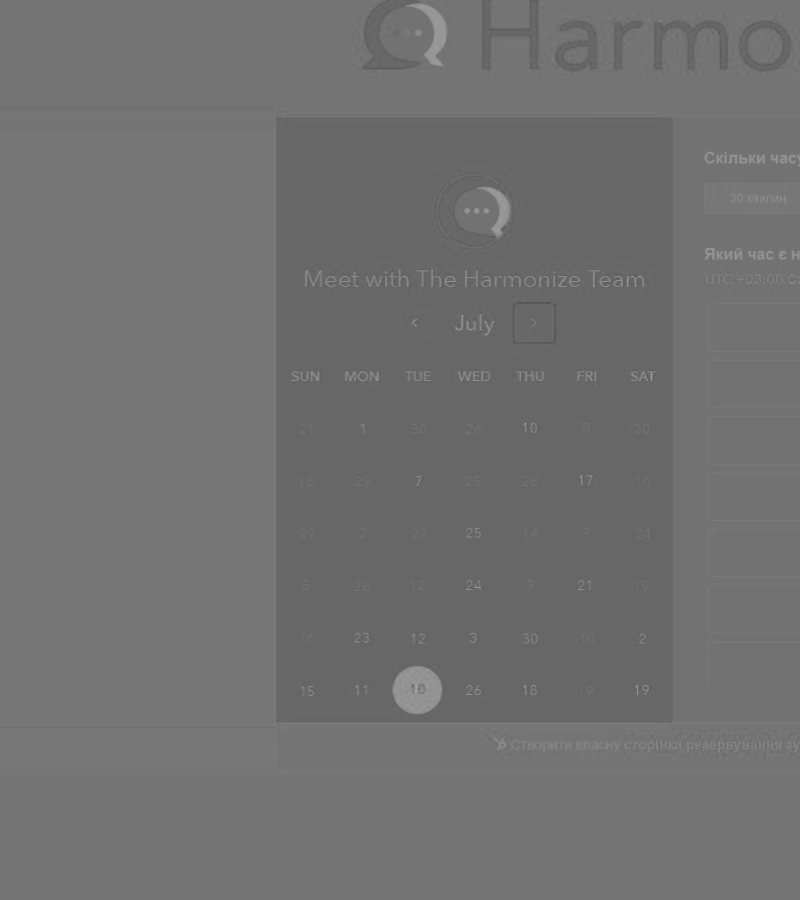 Harmo
Meet with The Harmonize Team
July
SUN MON TUE WED THU FRI SAT
21 1 30 26 10 8 20
18 29 7 25 28 17 16
29 2 22 25 14 9 24
5 26 12 24 9 21 19
16 23 12 3 30 10 2
15 11 18 26 18 19 19
Скільки часу
30 хвилин
Який час є н
UTC +03:00
Створити власну сторінка резервування